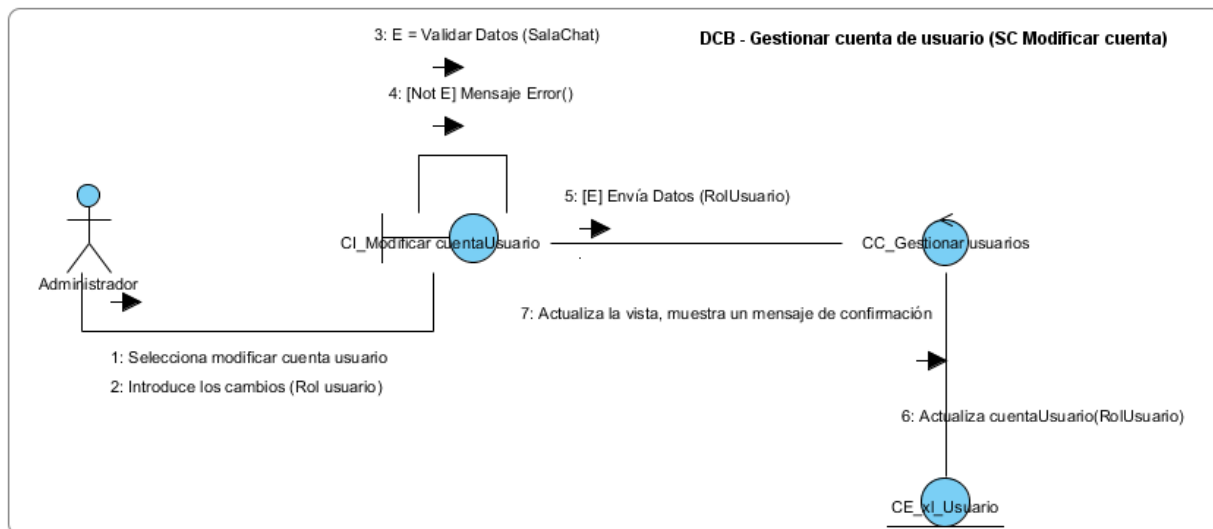 3: E = Validar Datos (SalaChat)
DCB - Gestionar cuenta de usuario (SC Modificar cuenta)
4: [Not E] Mensaje Error()
5: [E] Envía Datos (RolUsuario)
CI_Modificar cuentaUsuario
CC_Gestionar usuarios
Administrador
7: Actualiza la vista, muestra un mensaje de confirmación
1: Selecciona modificar cuenta usuario
2: Introduce los cambios (Rol usuario)
6: Actualiza cuentaUsuario(RolUsuario)
CE_xl_Usuario